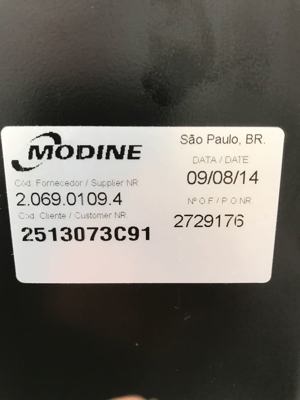 MODINE
São Paulo, BR.
DATA / DATE
Cód. Fornecedor / Supplier NR
09/08/14
2.069.0109.4
Nº O.F / P.O NR.
Cod. Cliente / Customer NR
2729176
2513073C91